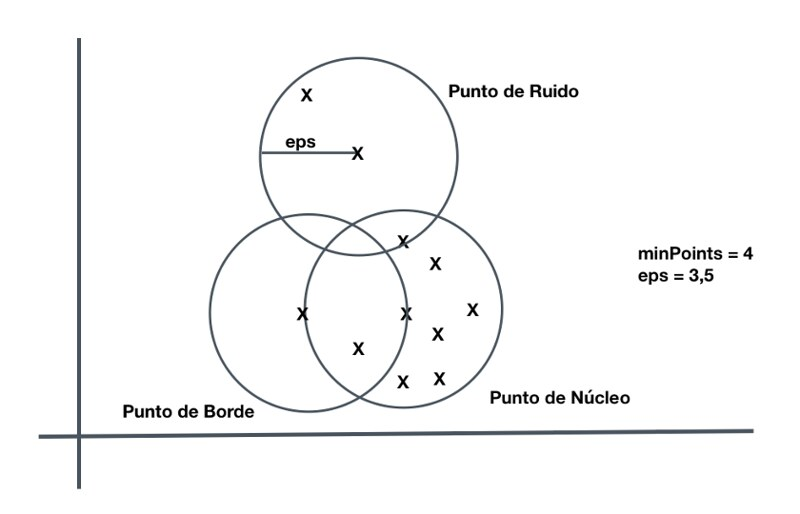 X
Punto de Ruido
eps
X
X
minPoints = 4
X
eps = 3,5
X
X
X
X
X
X
X
Punto de Núcleo
Punto de Borde